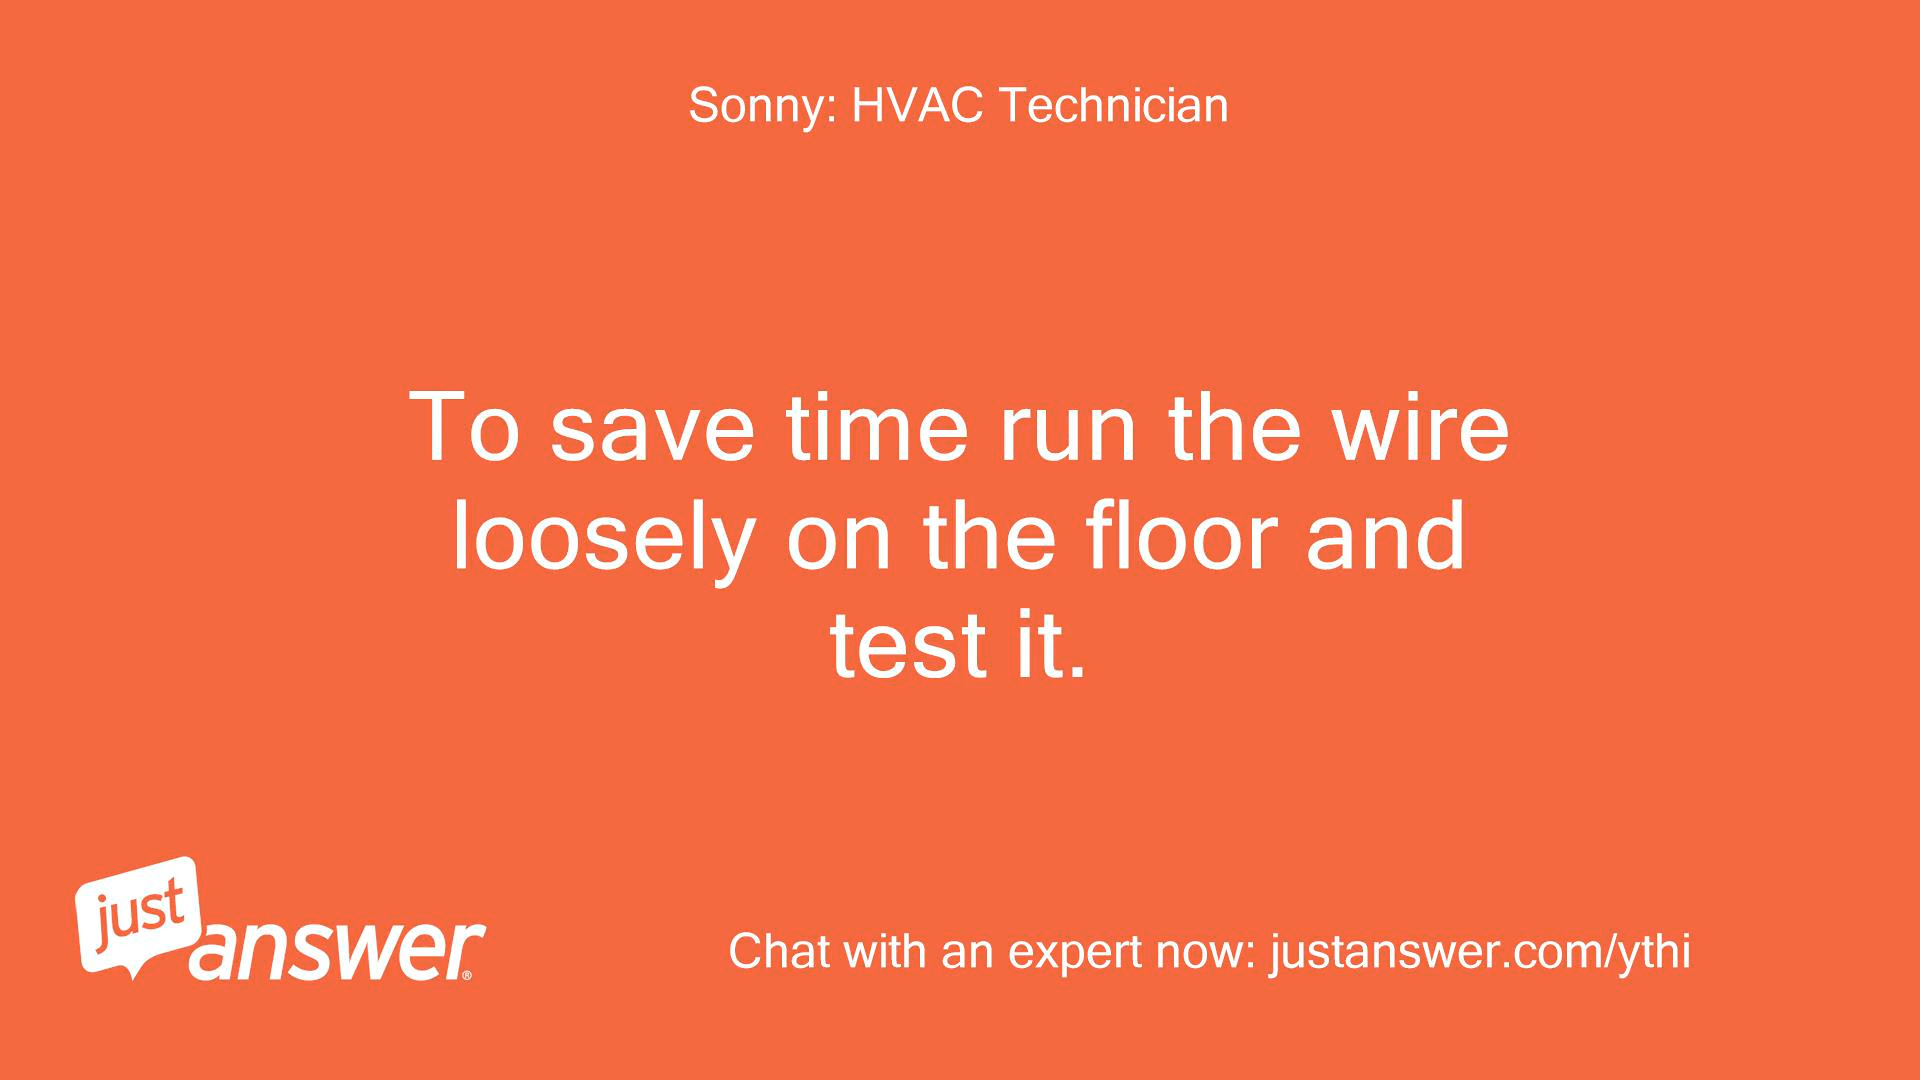 Sonny: HVAC Technician
To save time run the wire
loosely on the floor and
test it.
just
answer®
Chat with an expert now: justanswer.com/ythi